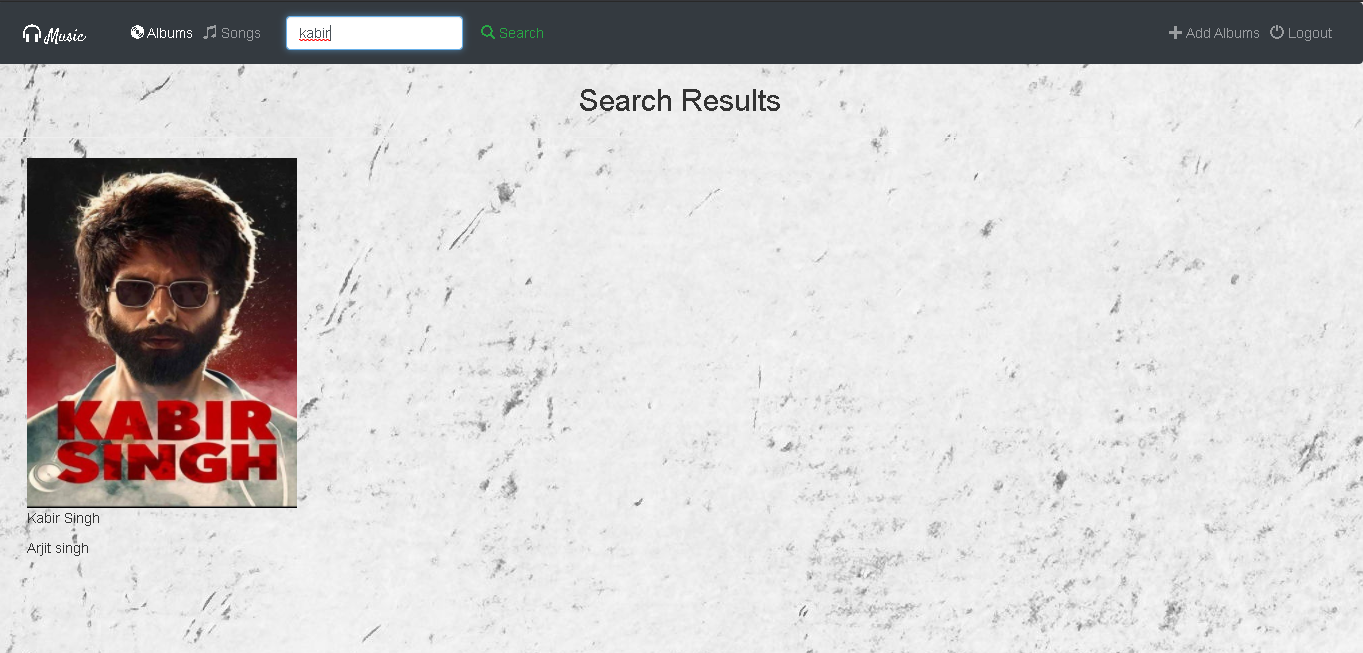 Music Albums Songs kabir Search Add Albums Logout
Search Results
KABIR
SINGH
Kabir Singh
Arjit singh